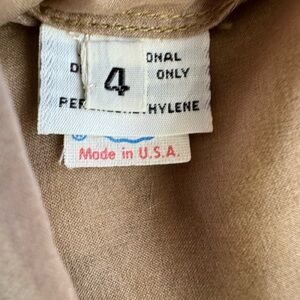 ONAL
4 ONLY
PER HYLENE
Made in U.S.A.